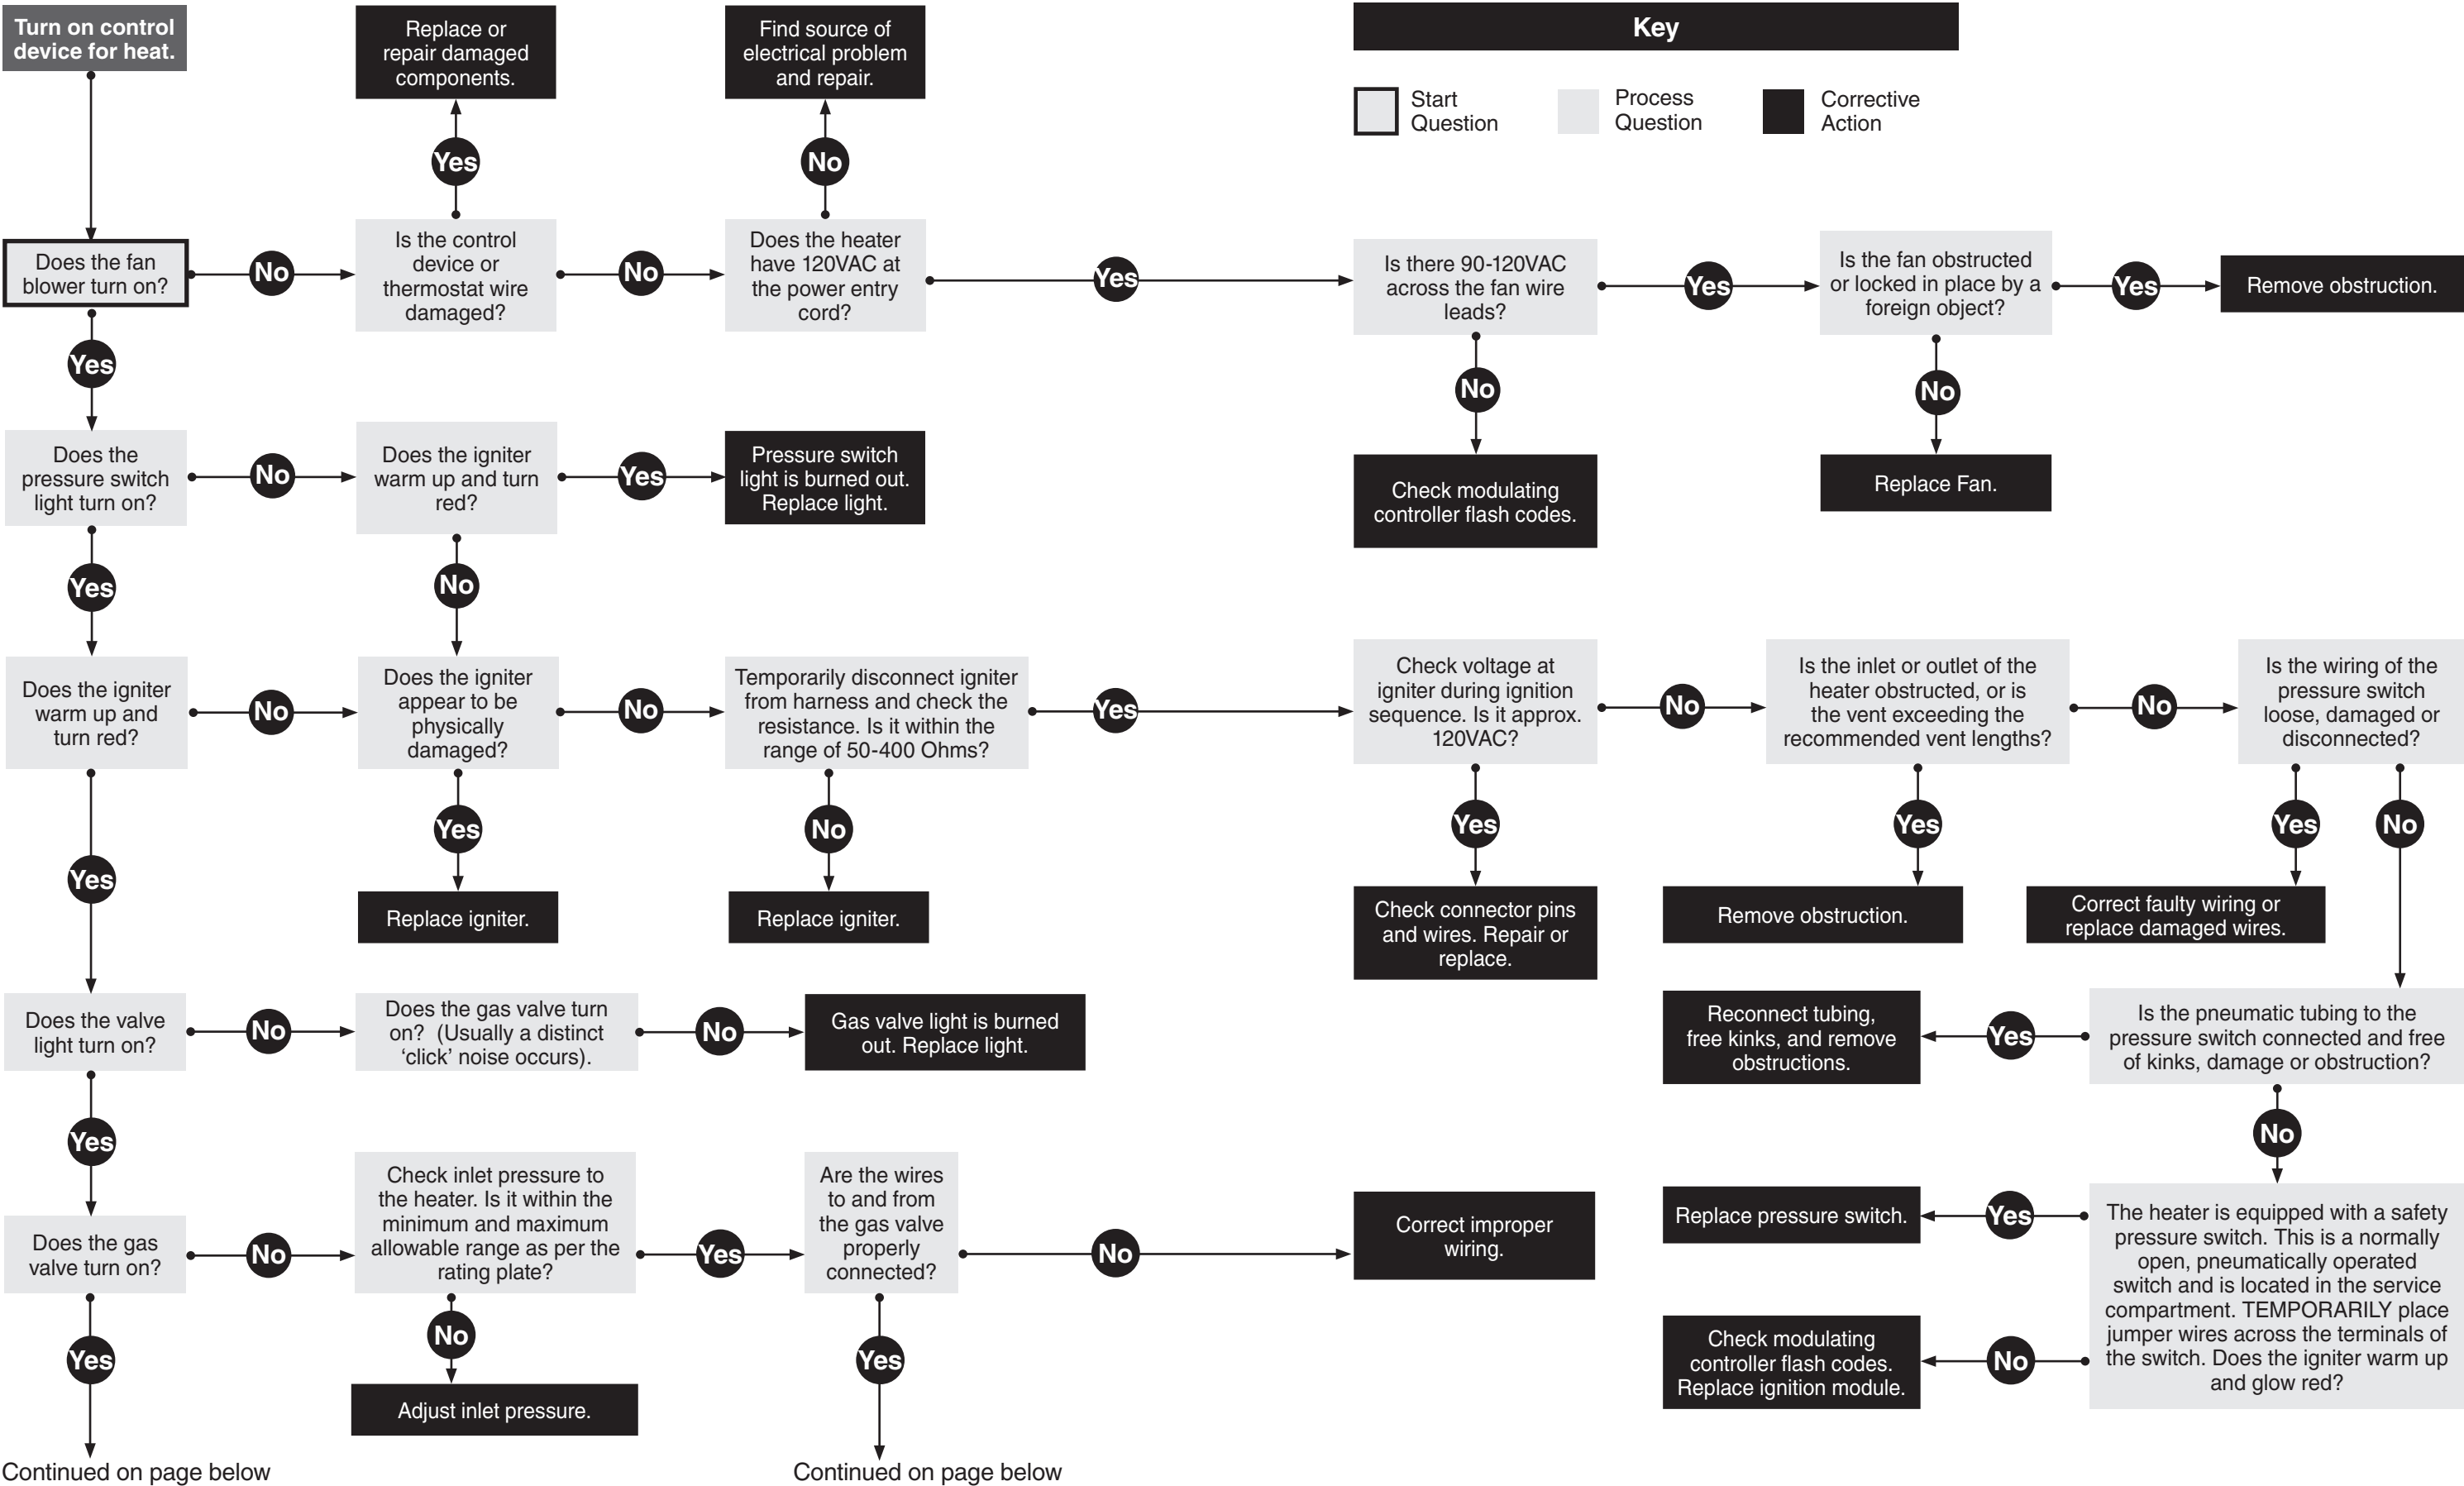 Turn on control
device for heat.
Replace or
repair damaged
components.
Find source of
electrical problem
and repair.
Key
Start
Question
Process
Question
Corrective
Action
Yes
No
Does the fan
blower turn on?
No
Is the control
device or
thermostat wire
damaged?
No
Does the heater
have 120VAC at
the power entry
cord?
Yes
Is there 90-120VAC
across the fan wire
leads?
Yes
Is the fan obstructed
or locked in place by a
foreign object?
Yes
Remove obstruction.
Yes
No
No
Does the
pressure switch
light turn on?
No
Does the igniter
warm up and turn
red?
Yes
Pressure switch
light is burned out.
Replace light.
Check modulating
controller flash codes.
Replace Fan.
Yes
No
Does the igniter
warm up and
turn red?
No
Does the igniter
appear to be
physically
damaged?
No
Temporarily disconnect igniter
from harness and check the
resistance. Is it within the
range of 50-400 Ohms?
Yes
Check voltage at
igniter during ignition
sequence. Is it approx.
120VAC?
No
Is the inlet or outlet of the
heater obstructed, or is
the vent exceeding the
recommended vent lengths?
No
Is the wiring of the
pressure switch
loose, damaged or
disconnected?
Yes
Yes
No
Yes
Yes
Yes
No
Replace igniter.
Replace igniter.
Check connector pins
and wires. Repair or
replace.
Remove obstruction.
Correct faulty wiring or
replace damaged wires.
Does the valve
light turn on?
No
Does the gas valve turn
on?  (Usually a distinct
‘click’ noise occurs).
No
Gas valve light is burned
out. Replace light.
Reconnect tubing,
free kinks, and remove
obstructions.
Yes
Is the pneumatic tubing to the
pressure switch connected and free
of kinks, damage or obstruction?
Yes
No
Does the gas
valve turn on?
No
Check inlet pressure to
the heater. Is it within the
minimum and maximum
allowable range as per the
rating plate?
Yes
Are the wires
to and from
the gas valve
properly
connected?
No
Correct improper
wiring.
Replace pressure switch.
Yes
The heater is equipped with a safety
pressure switch. This is a normally
open, pneumatically operated
switch and is located in the service
compartment. TEMPORARILY place
jumper wires across the terminals of
the switch. Does the igniter warm up
and glow red?
Yes
No
Yes
Check modulating
controller flash codes.
Replace ignition module.
No
Adjust inlet pressure.
Continued on page below
Continued on page below